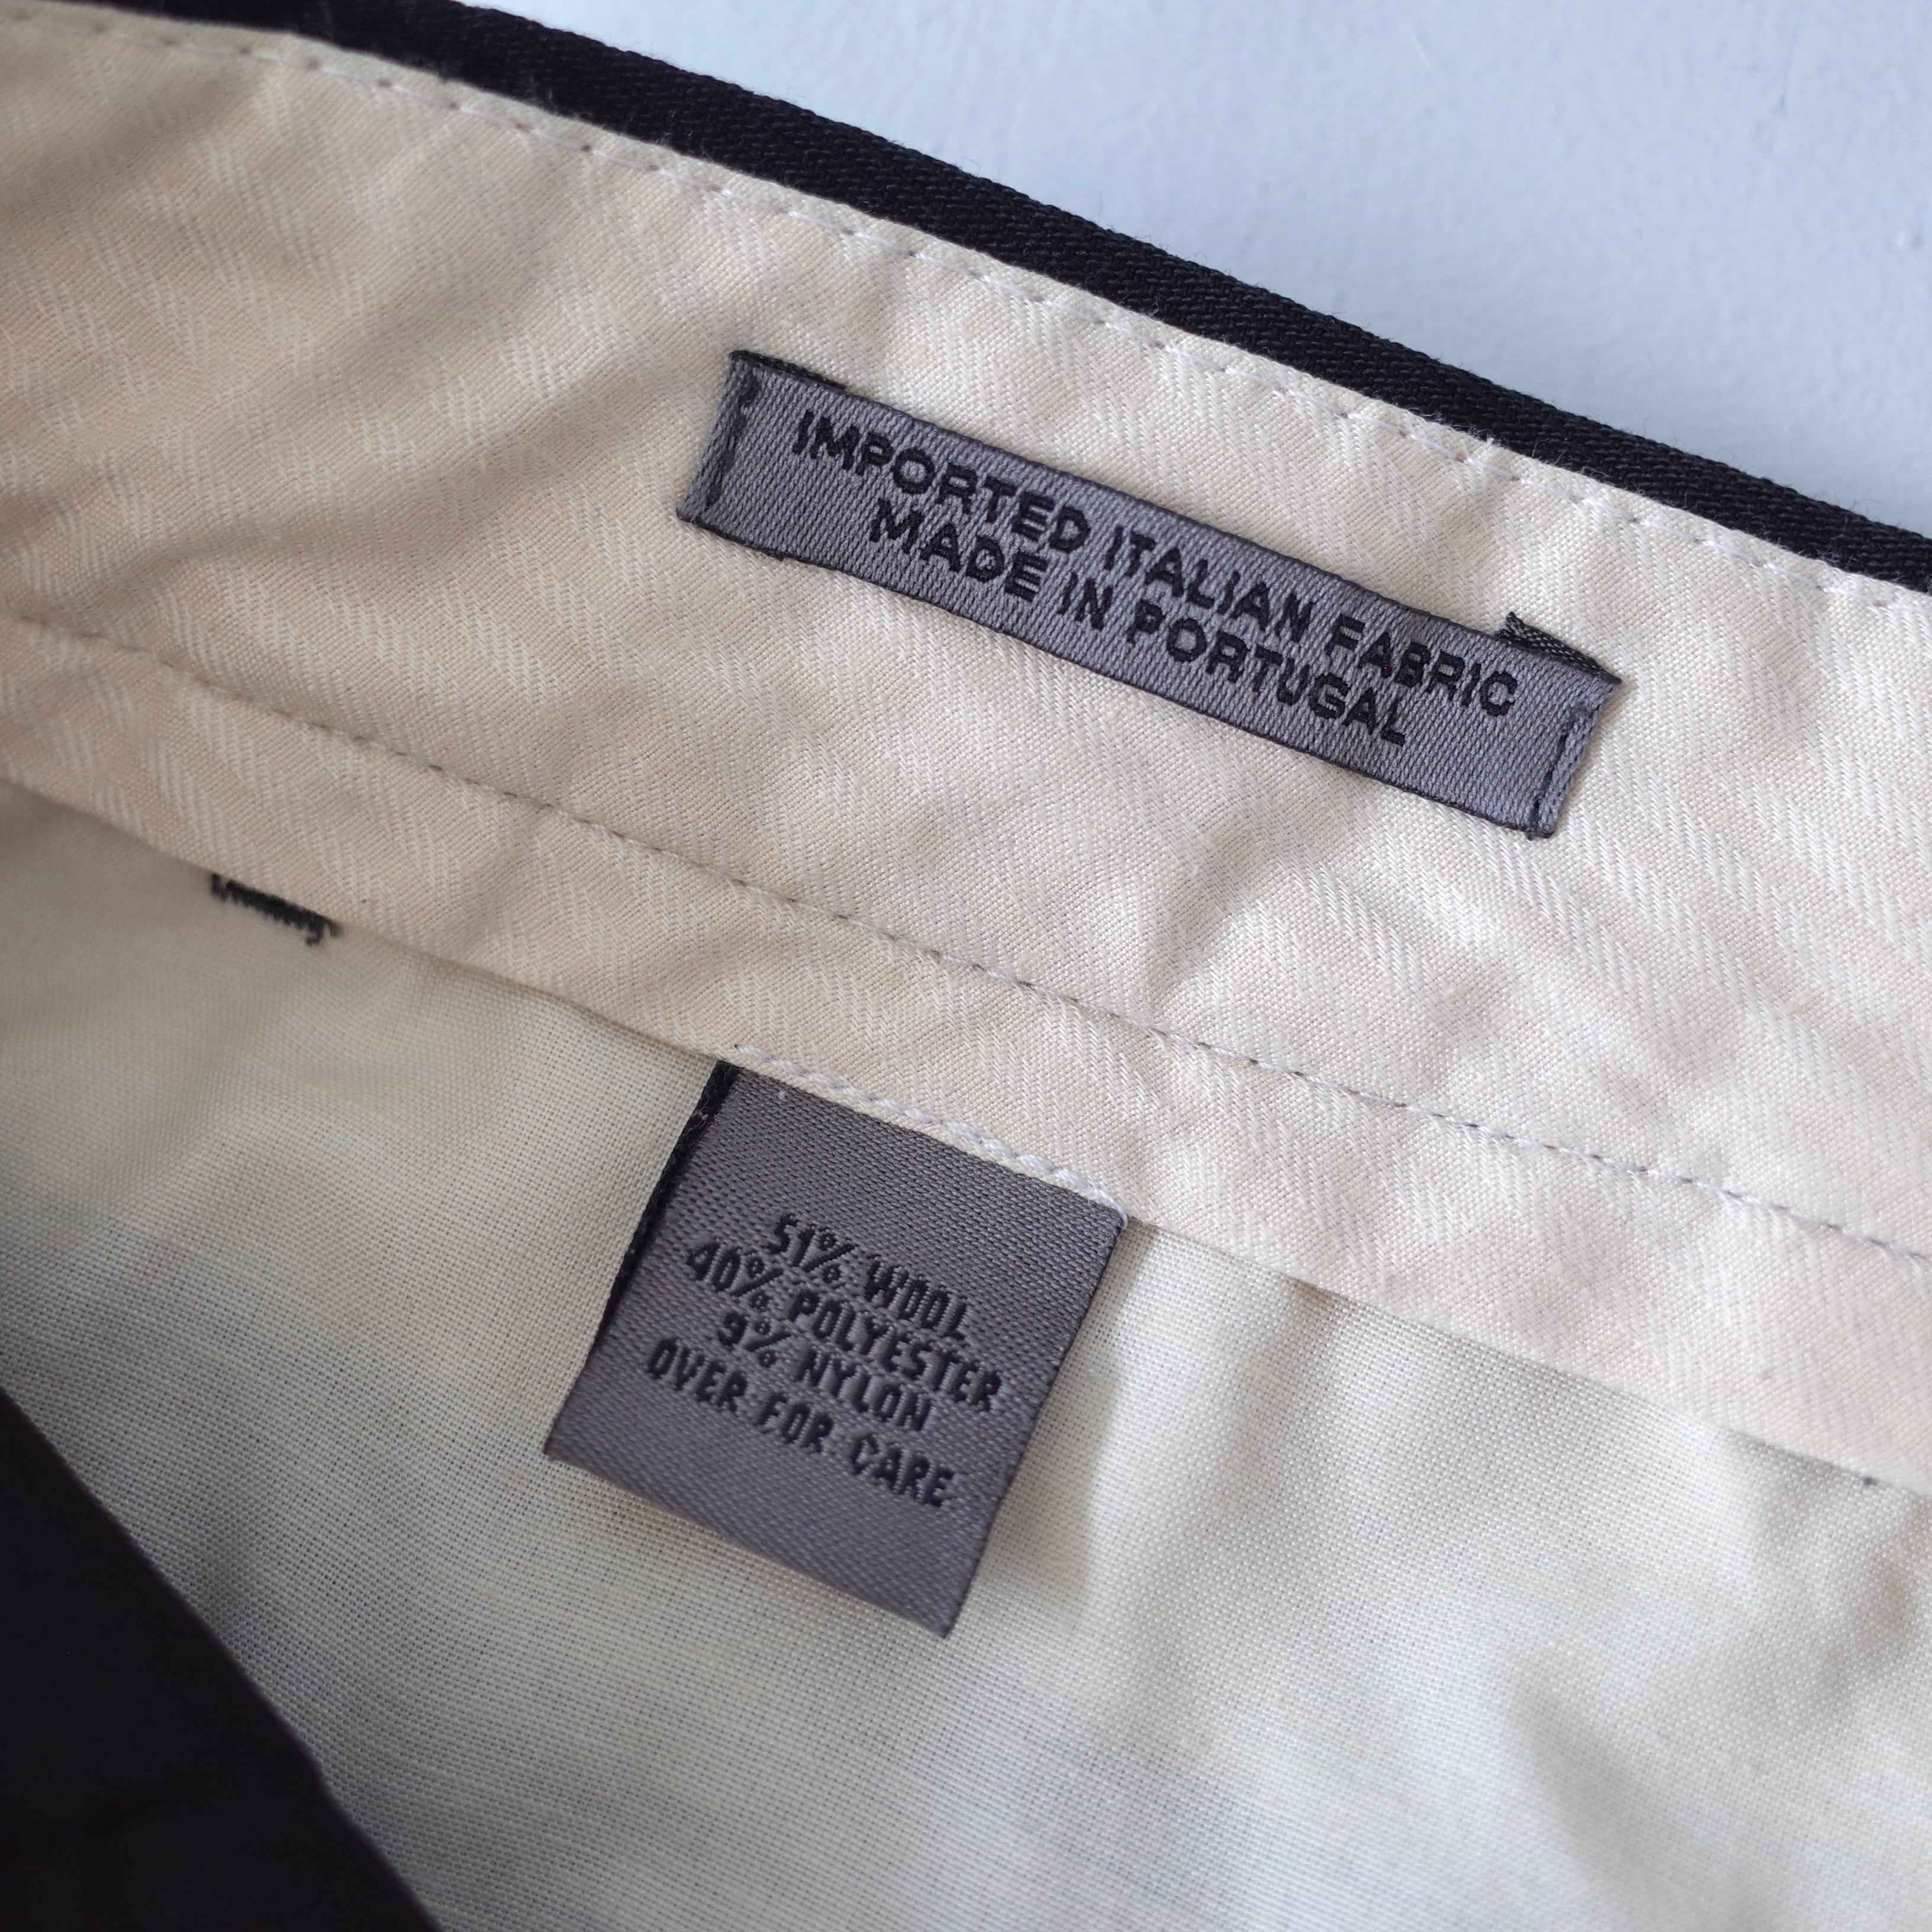 IMPORTED ITALIAN FABRIC
MADE IN PORTUGAL
51% WOOL
40% POLYESTER
9% NYLON
OVER FOR CARE